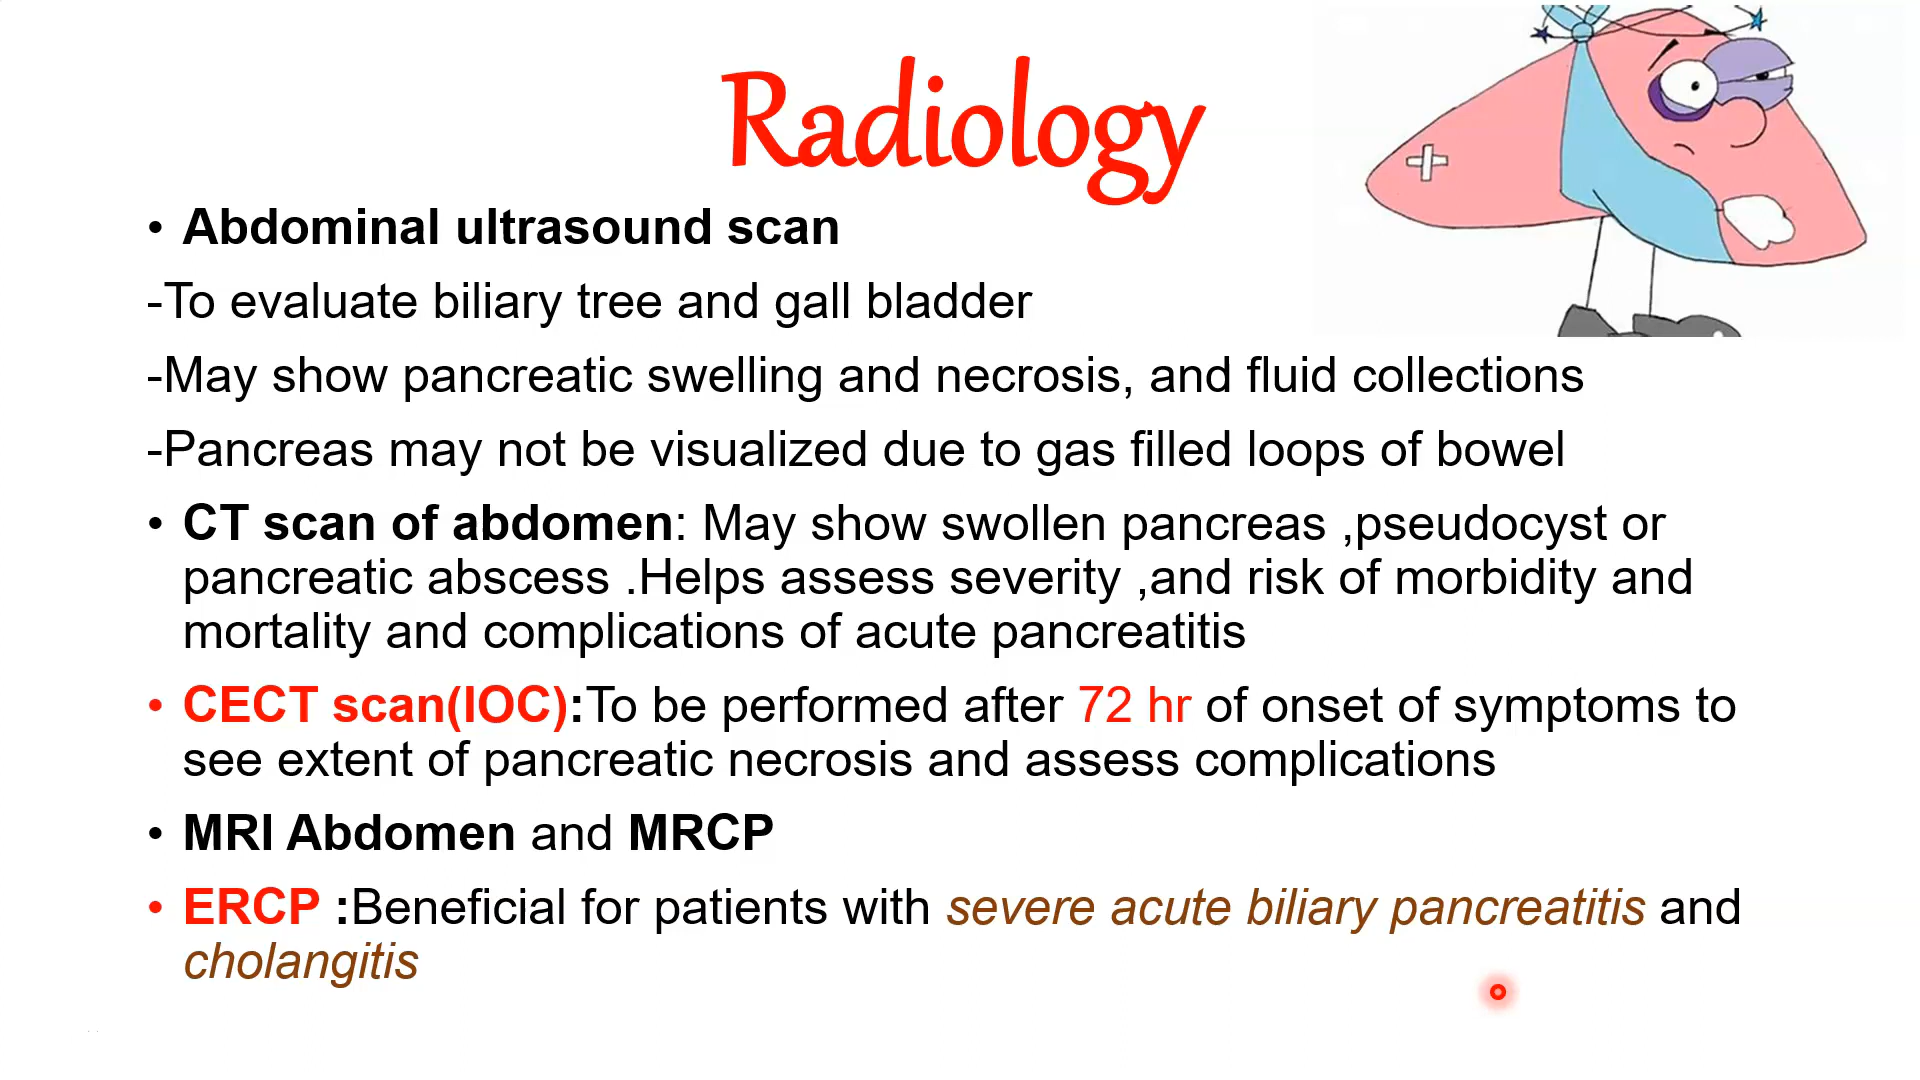 Radiology
• Abdominal ultrasound scan
-To evaluate biliary tree and gall bladder
-May show pancreatic swelling and necrosis, and fluid collections
-Pancreas may not be visualized due to gas filled loops of bowel
• CT scan of abdomen: May show swollen pancreas ,pseudocyst or
pancreatic abscess .Helps assess severity ,and risk of morbidity and
mortality and complications of acute pancreatitis
• CECT scan(IOC):To be performed after 72 hr of onset of symptoms to
see extent of pancreatic necrosis and assess complications
• MRI Abdomen and MRCP
• ERCP :Beneficial for patients with severe acute biliary pancreatitis and
cholangitis